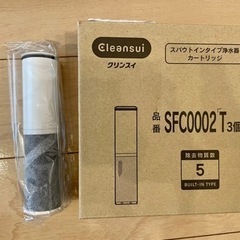 Cleansui
クリンスイ
スパウトインタイプ浄水器
カートリッジ
品番 SFC0002T 3個
除去物質数
5
BUILT-IN TYPE